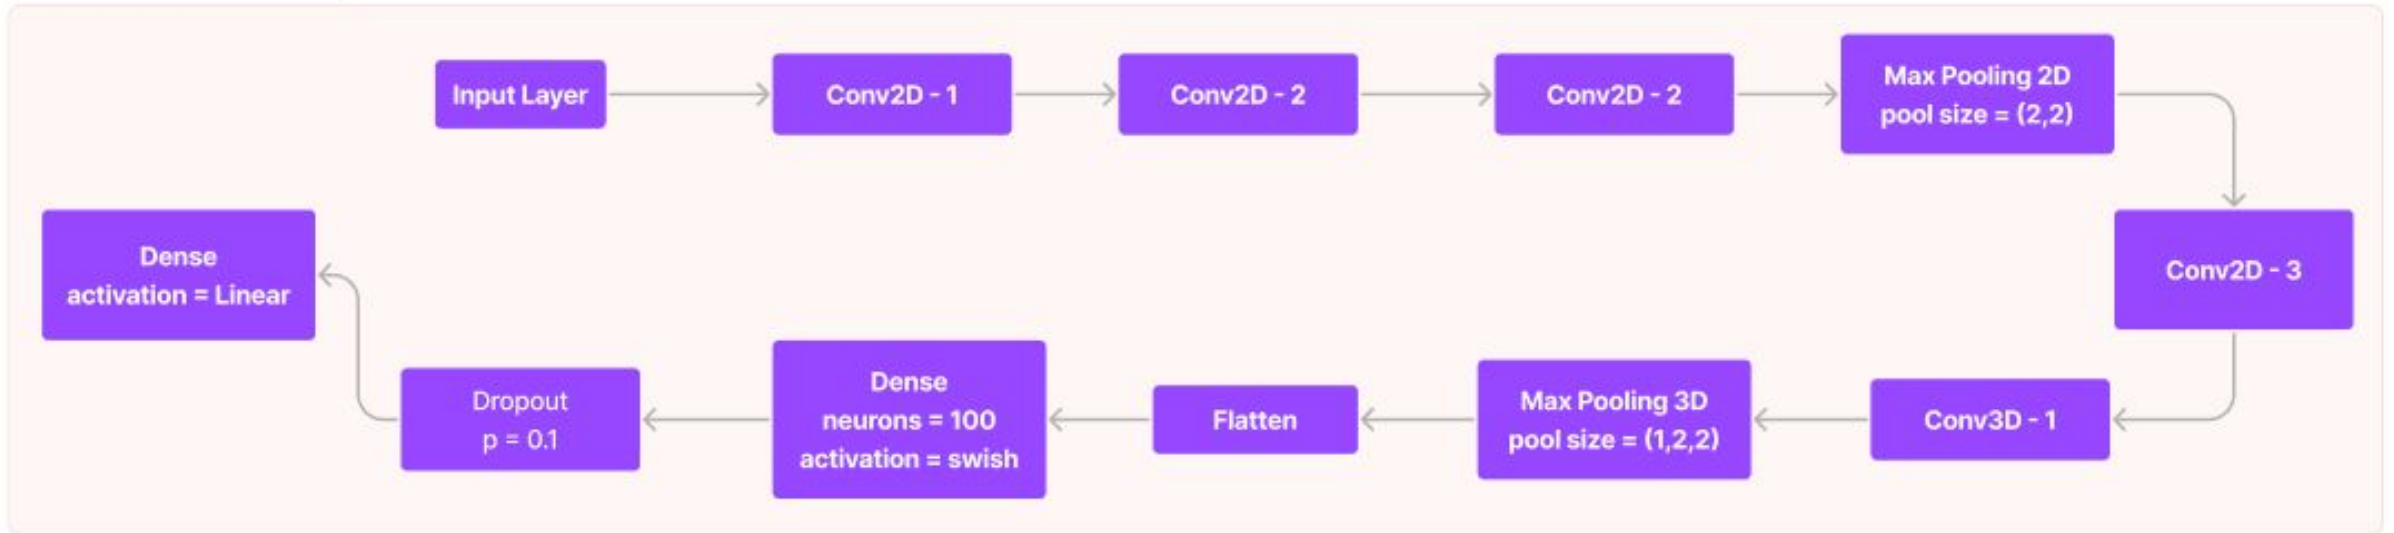 Input Layer
Conv2D - 1
Conv2D - 2
Conv2D - 2
Max Pooling 2D
pool size = (2,2)
Conv2D - 3
Conv3D - 1
Max Pooling 3D
pool size = (1,2,2)
Flatten
Dense
neurons = 100
activation = swish
Dropout
p = 0.1
Dense
activation = Linear